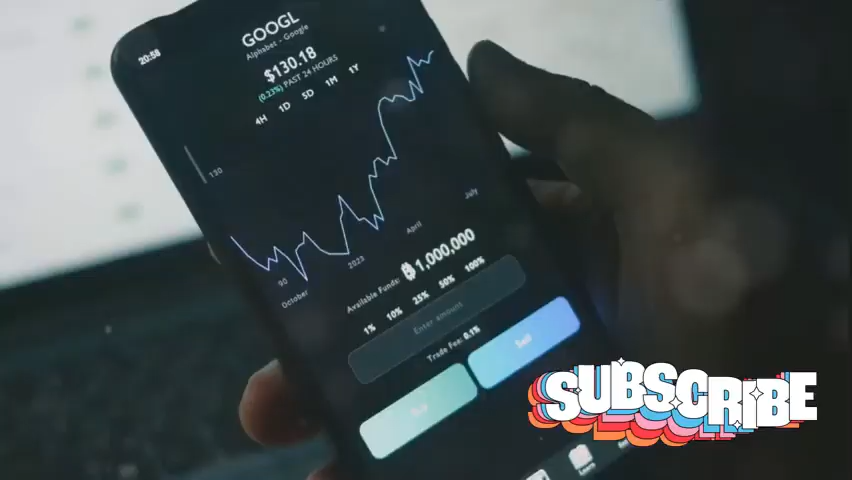 20:58
GOOGL
Alphabet - Google
$130.18
(0.23%) PAST 24 HOURS
4H 1D 5D 1M 1Y
150
90
October
2023
April
July
Available Funds: ₿ 1,000,000
1% 10% 25% 50% 100%
Enter amount
Trade Fee: 0.1%
Buy
Sell
SUBSCRIBE
Learn